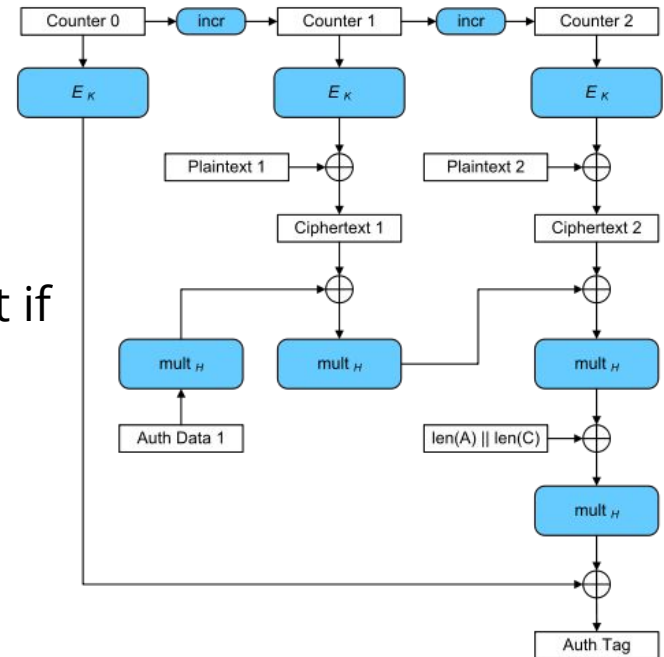 Counter 0 incr Counter 1 incr Counter 2
E K E K E K
Plaintext 1 Plaintext 2
Ciphertext 1 Ciphertext 2
t if
mult H mult H mult H
Auth Data 1 len(A) || len(C)
mult H
Auth Tag